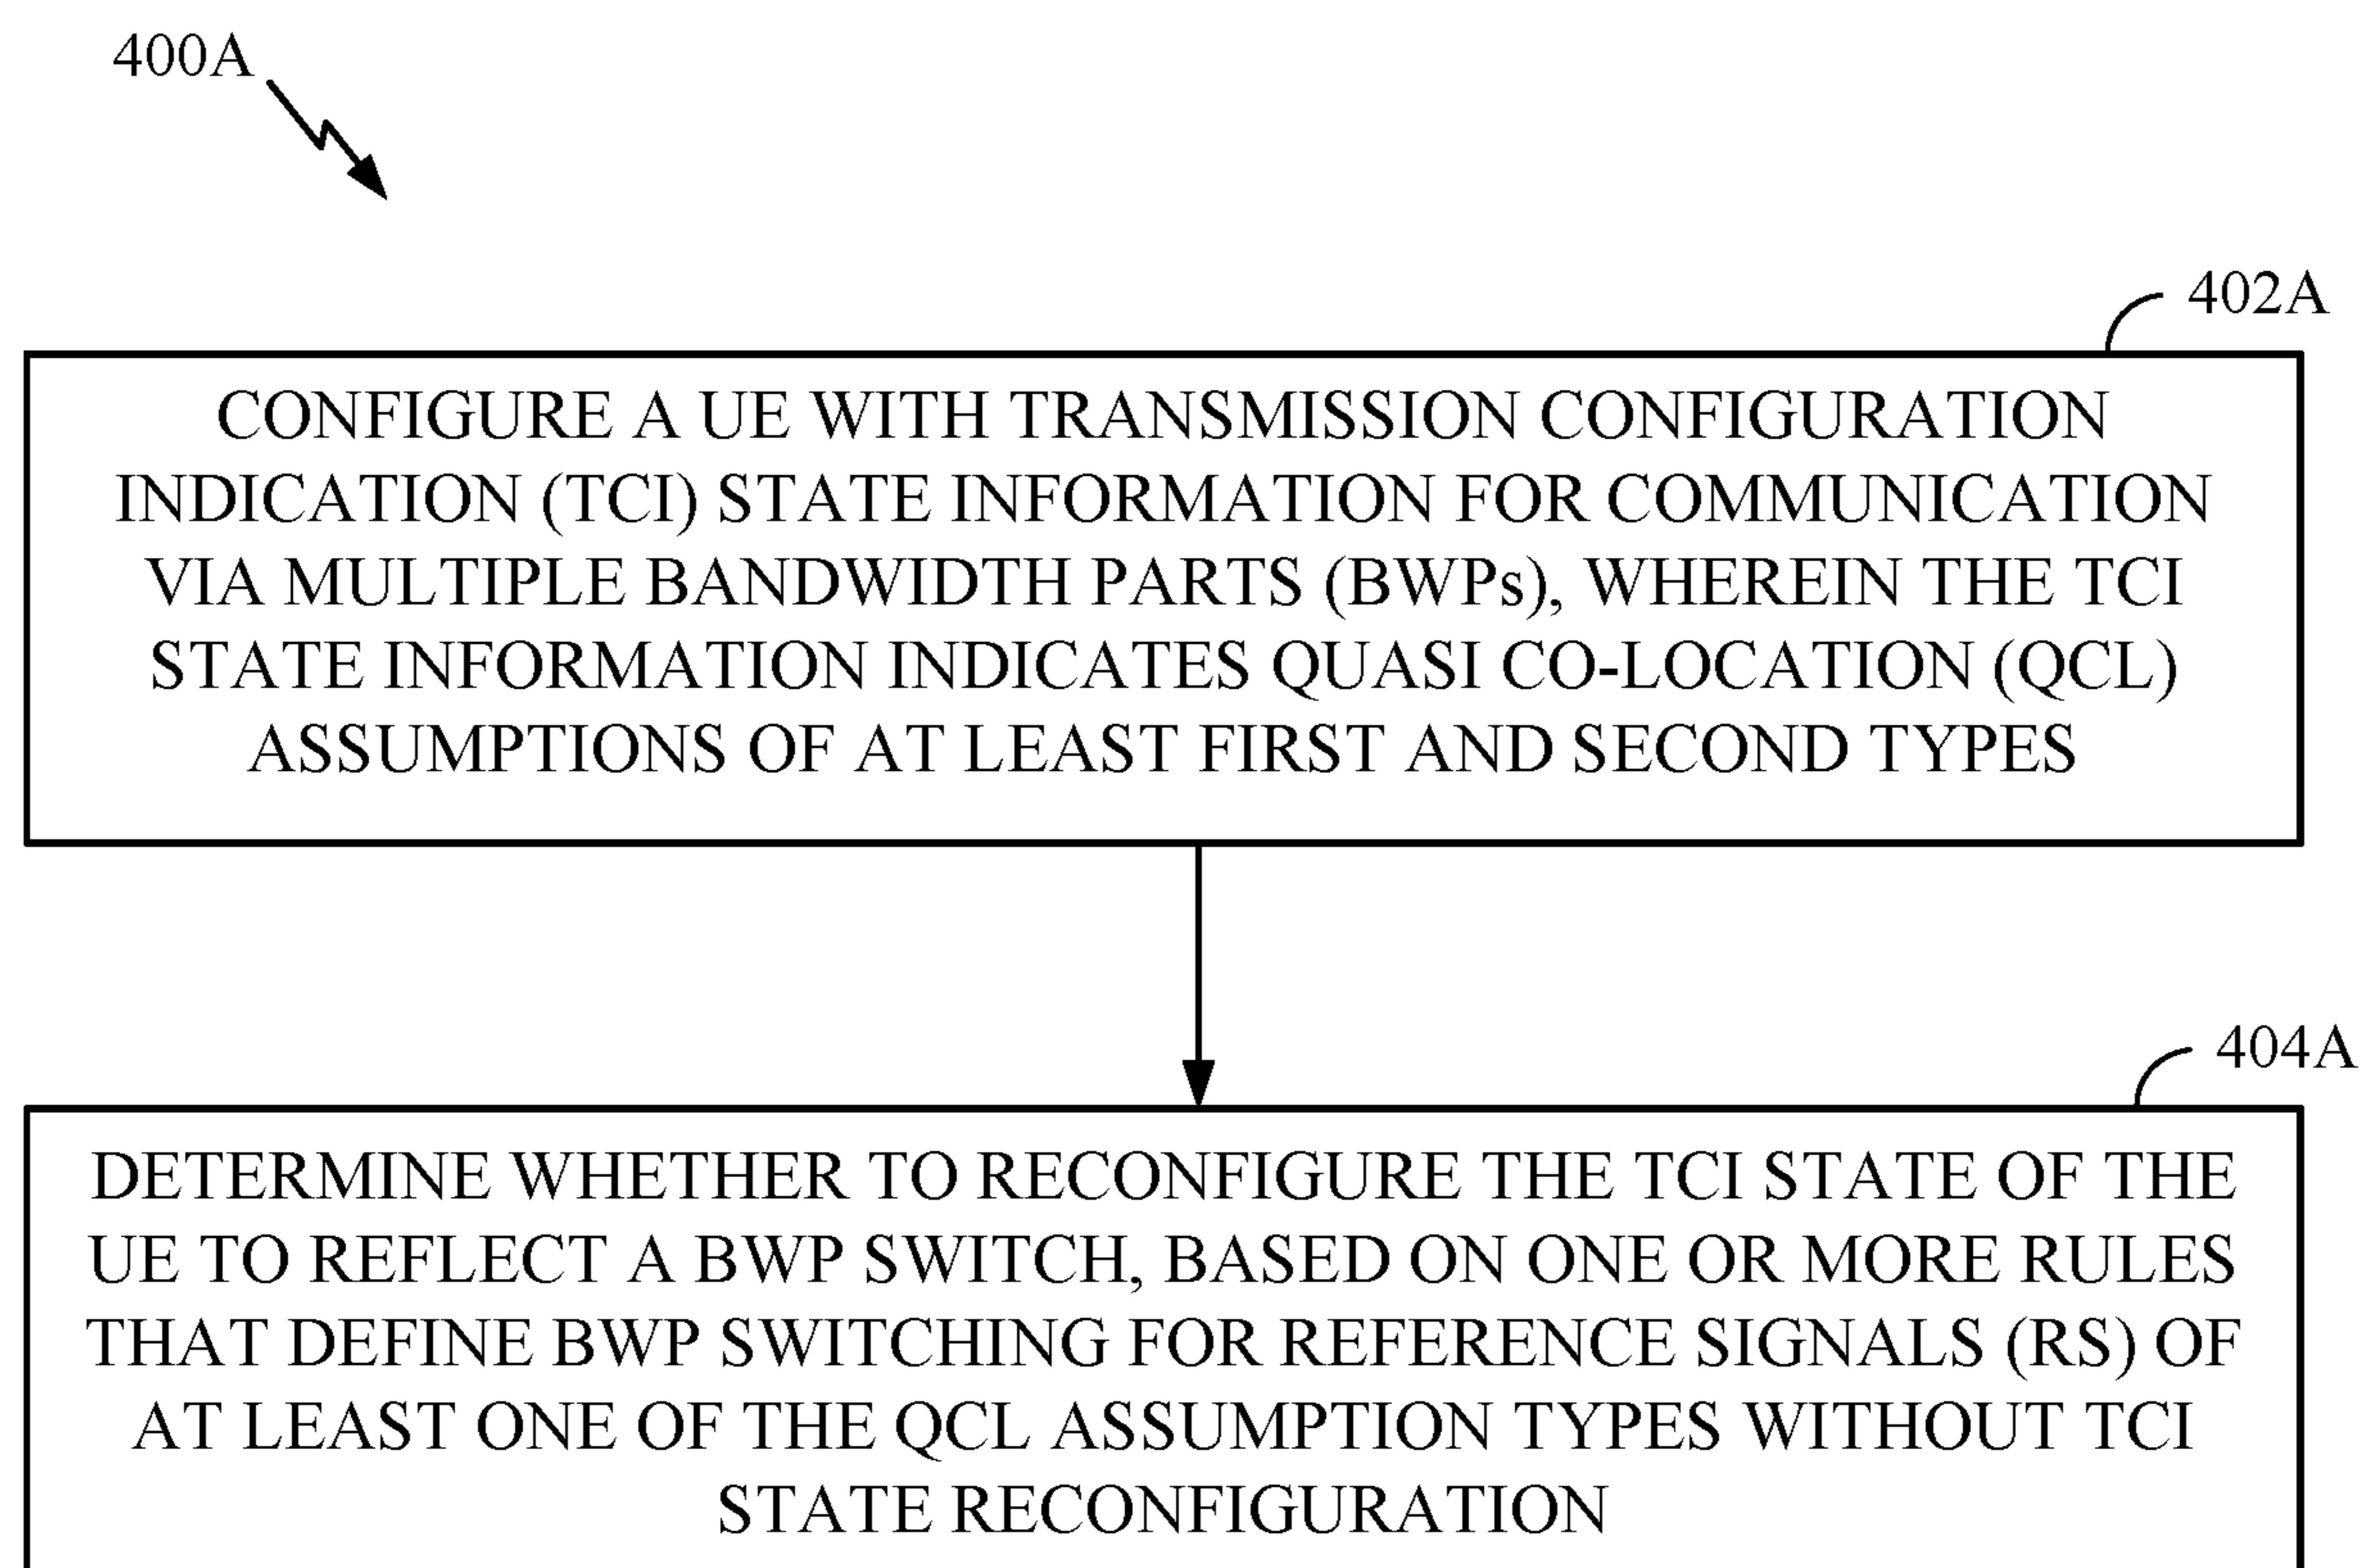 400A
402A
CONFIGURE A UE WITH TRANSMISSION CONFIGURATION
INDICATION (TCI) STATE INFORMATION FOR COMMUNICATION
VIA MULTIPLE BANDWIDTH PARTS (BWPs), WHEREIN THE TCI
STATE INFORMATION INDICATES QUASI CO-LOCATION (QCL)
ASSUMPTIONS OF AT LEAST FIRST AND SECOND TYPES
404A
DETERMINE WHETHER TO RECONFIGURE THE TCI STATE OF THE
UE TO REFLECT A BWP SWITCH, BASED ON ONE OR MORE RULES
THAT DEFINE BWP SWITCHING FOR REFERENCE SIGNALS (RS) OF
AT LEAST ONE OF THE QCL ASSUMPTION TYPES WITHOUT TCI
STATE RECONFIGURATION